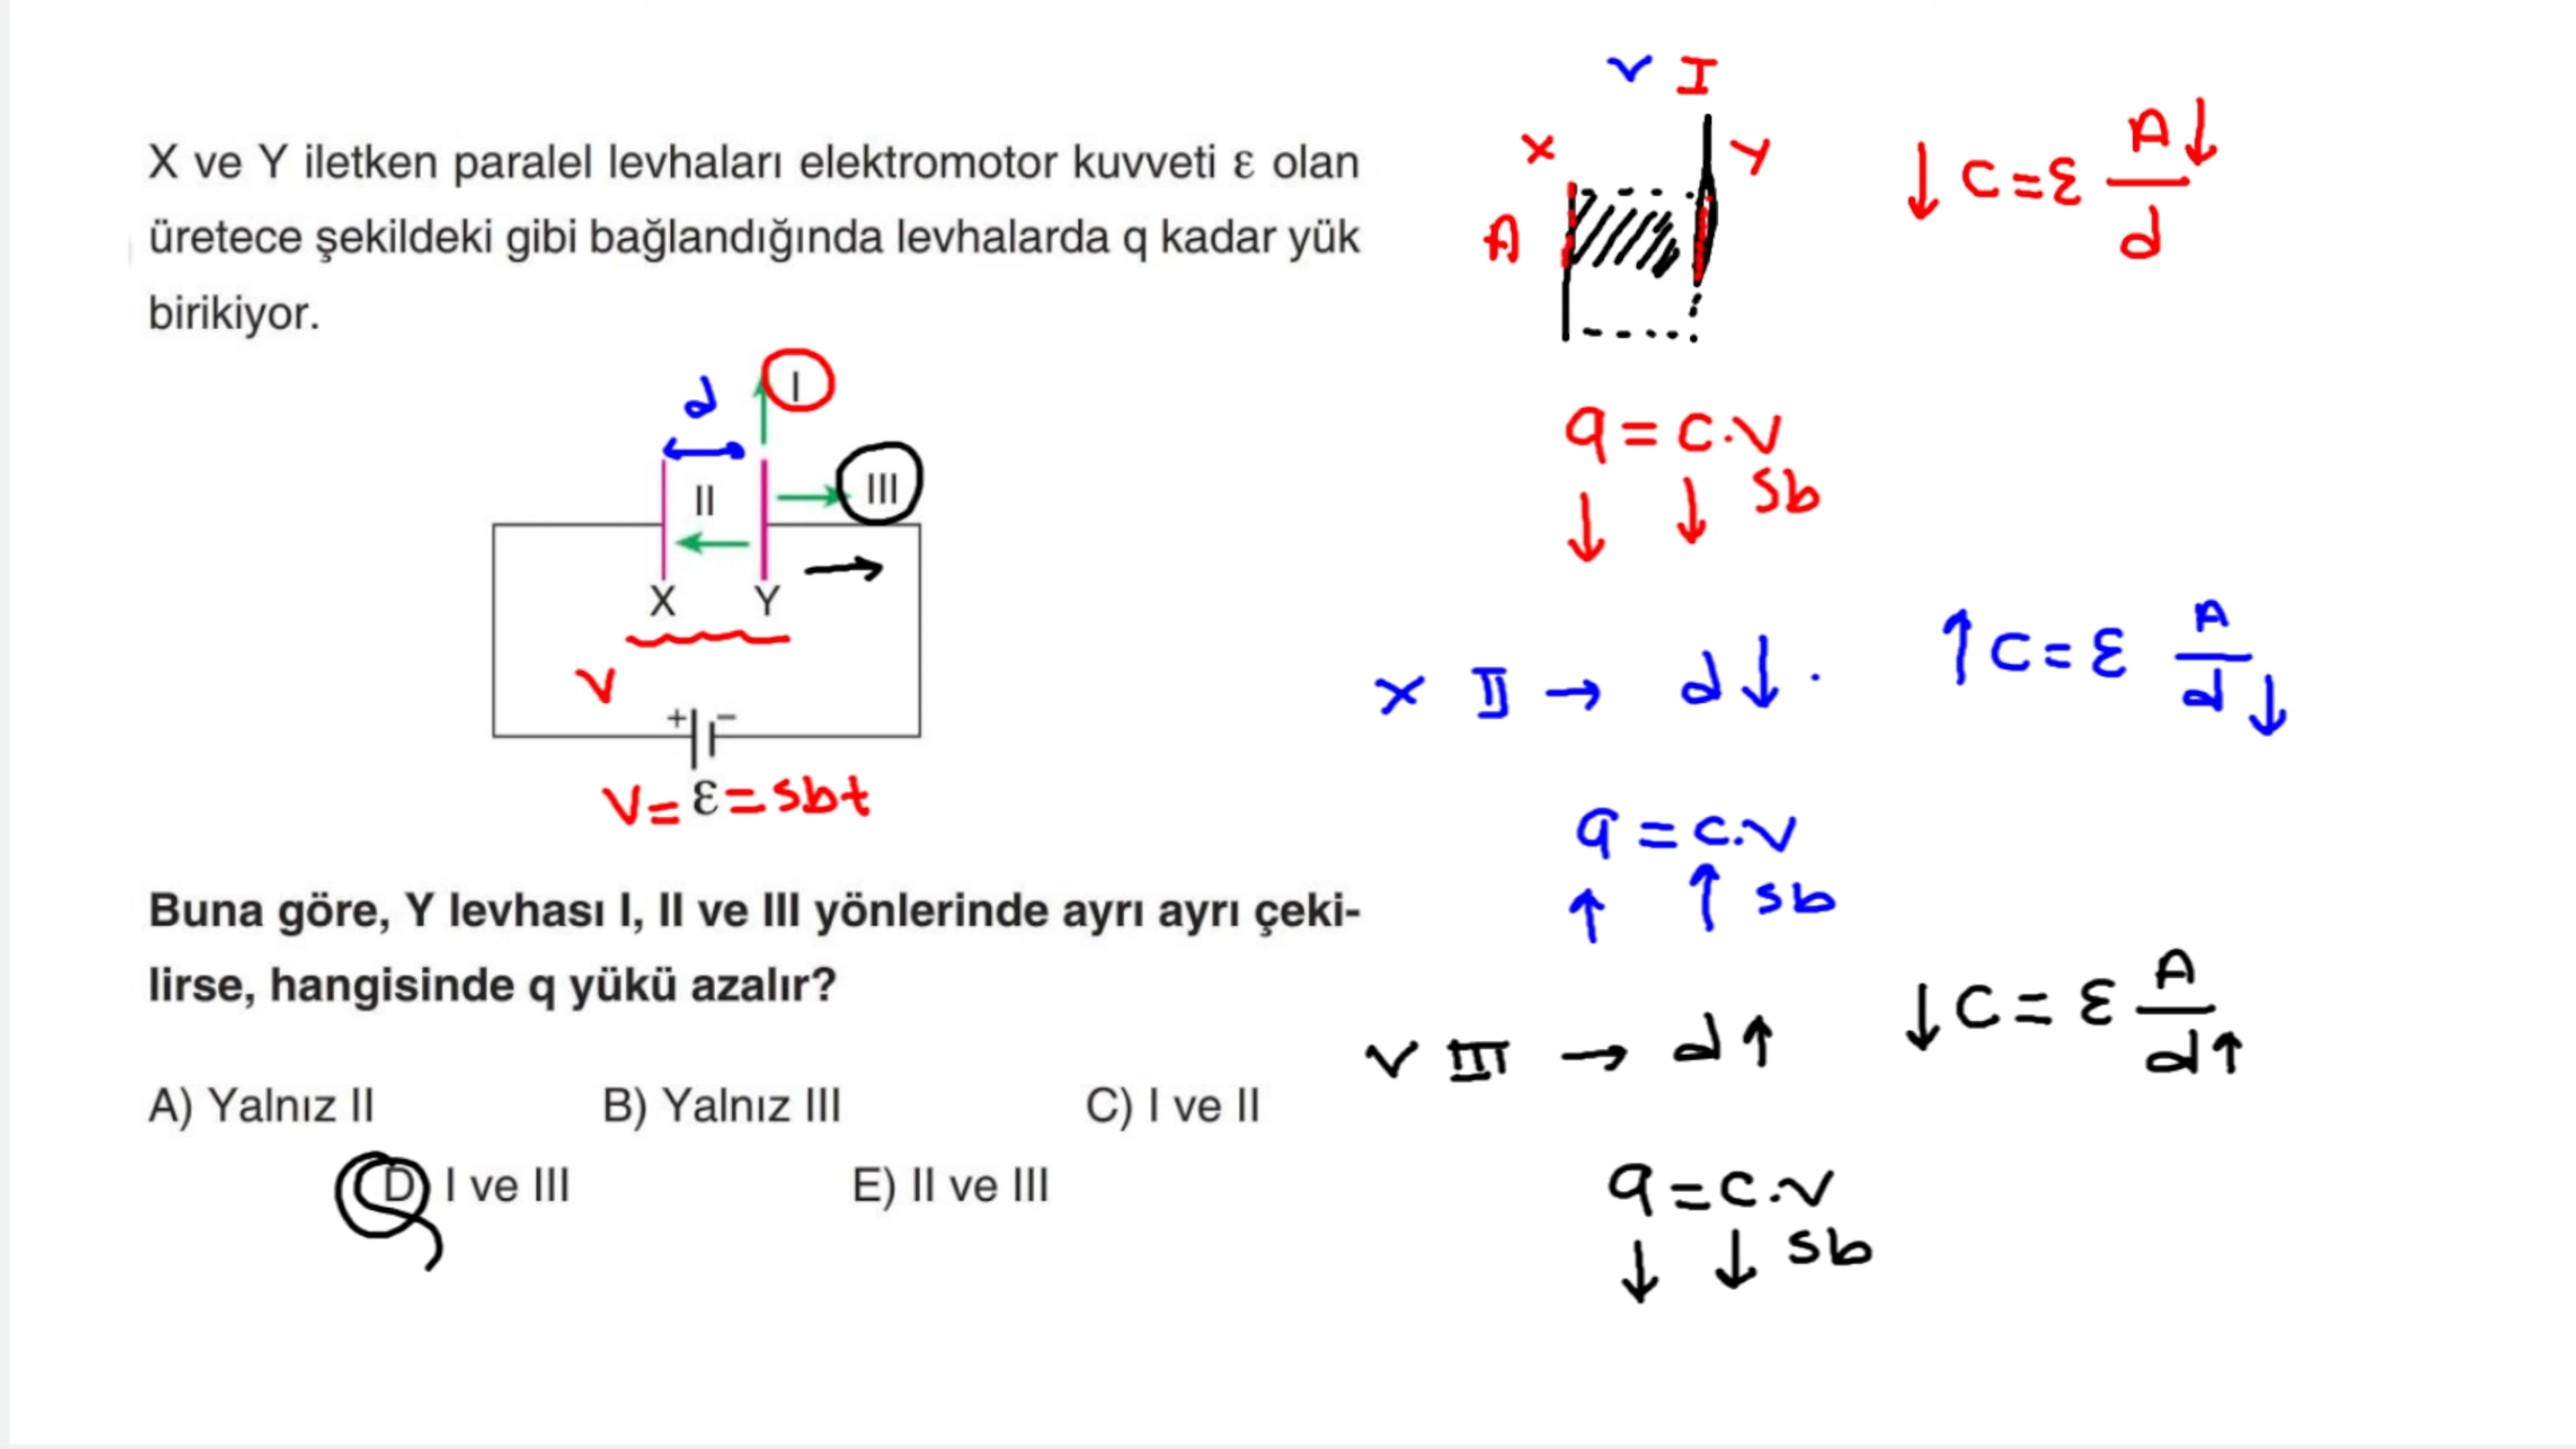 X ve Y iletken paralel levhaları elektromotor kuvveti ε olan
üretece şekildeki gibi bağlandığında levhalarda q kadar yük
birikiyor.
d
I
II
III
X
Y
V
+ −
V = ε = sbt
Buna göre, Y levhası I, II ve III yönlerinde ayrı ayrı çeki-
lirse, hangisinde q yükü azalır?
A) Yalnız II
B) Yalnız III
C) I ve II
D) I ve III
E) II ve III
✓ I
X
Y
A
↓ C = ε A↓ / d
q = c.v
↓ ↓ sb
x II → d↓ .
↑ C = ε A / d↓
q = c.v
↑ ↑ sb
✓ III → d↑
↓ C = ε A / d↑
q = c.v
↓ ↓ sb